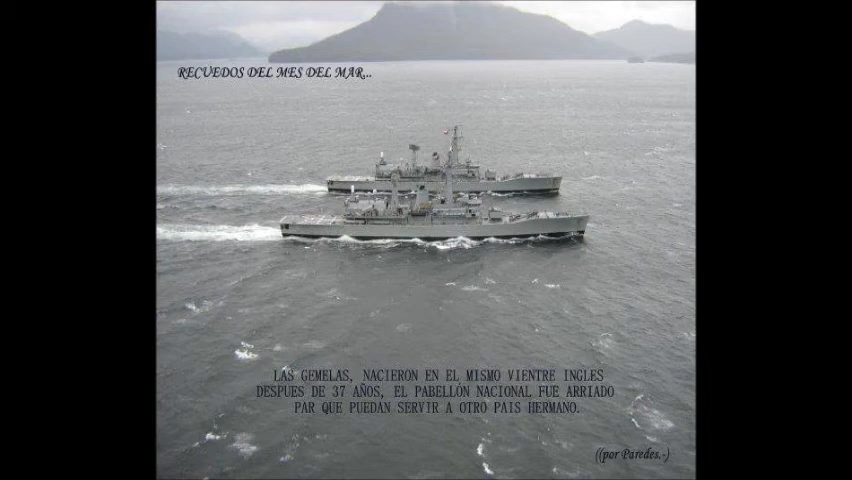 RECUEDOS DEL MES DEL MAR...
LAS GEMELAS, NACIERON EN EL MISMO VIENTRE INGLES
DESPUES DE 37 AÑOS, EL PABELLÓN NACIONAL FUE ARRIADO
PAR QUE PUEDAN SERVIR A OTRO PAIS HERMANO.
((por Paredes.-)